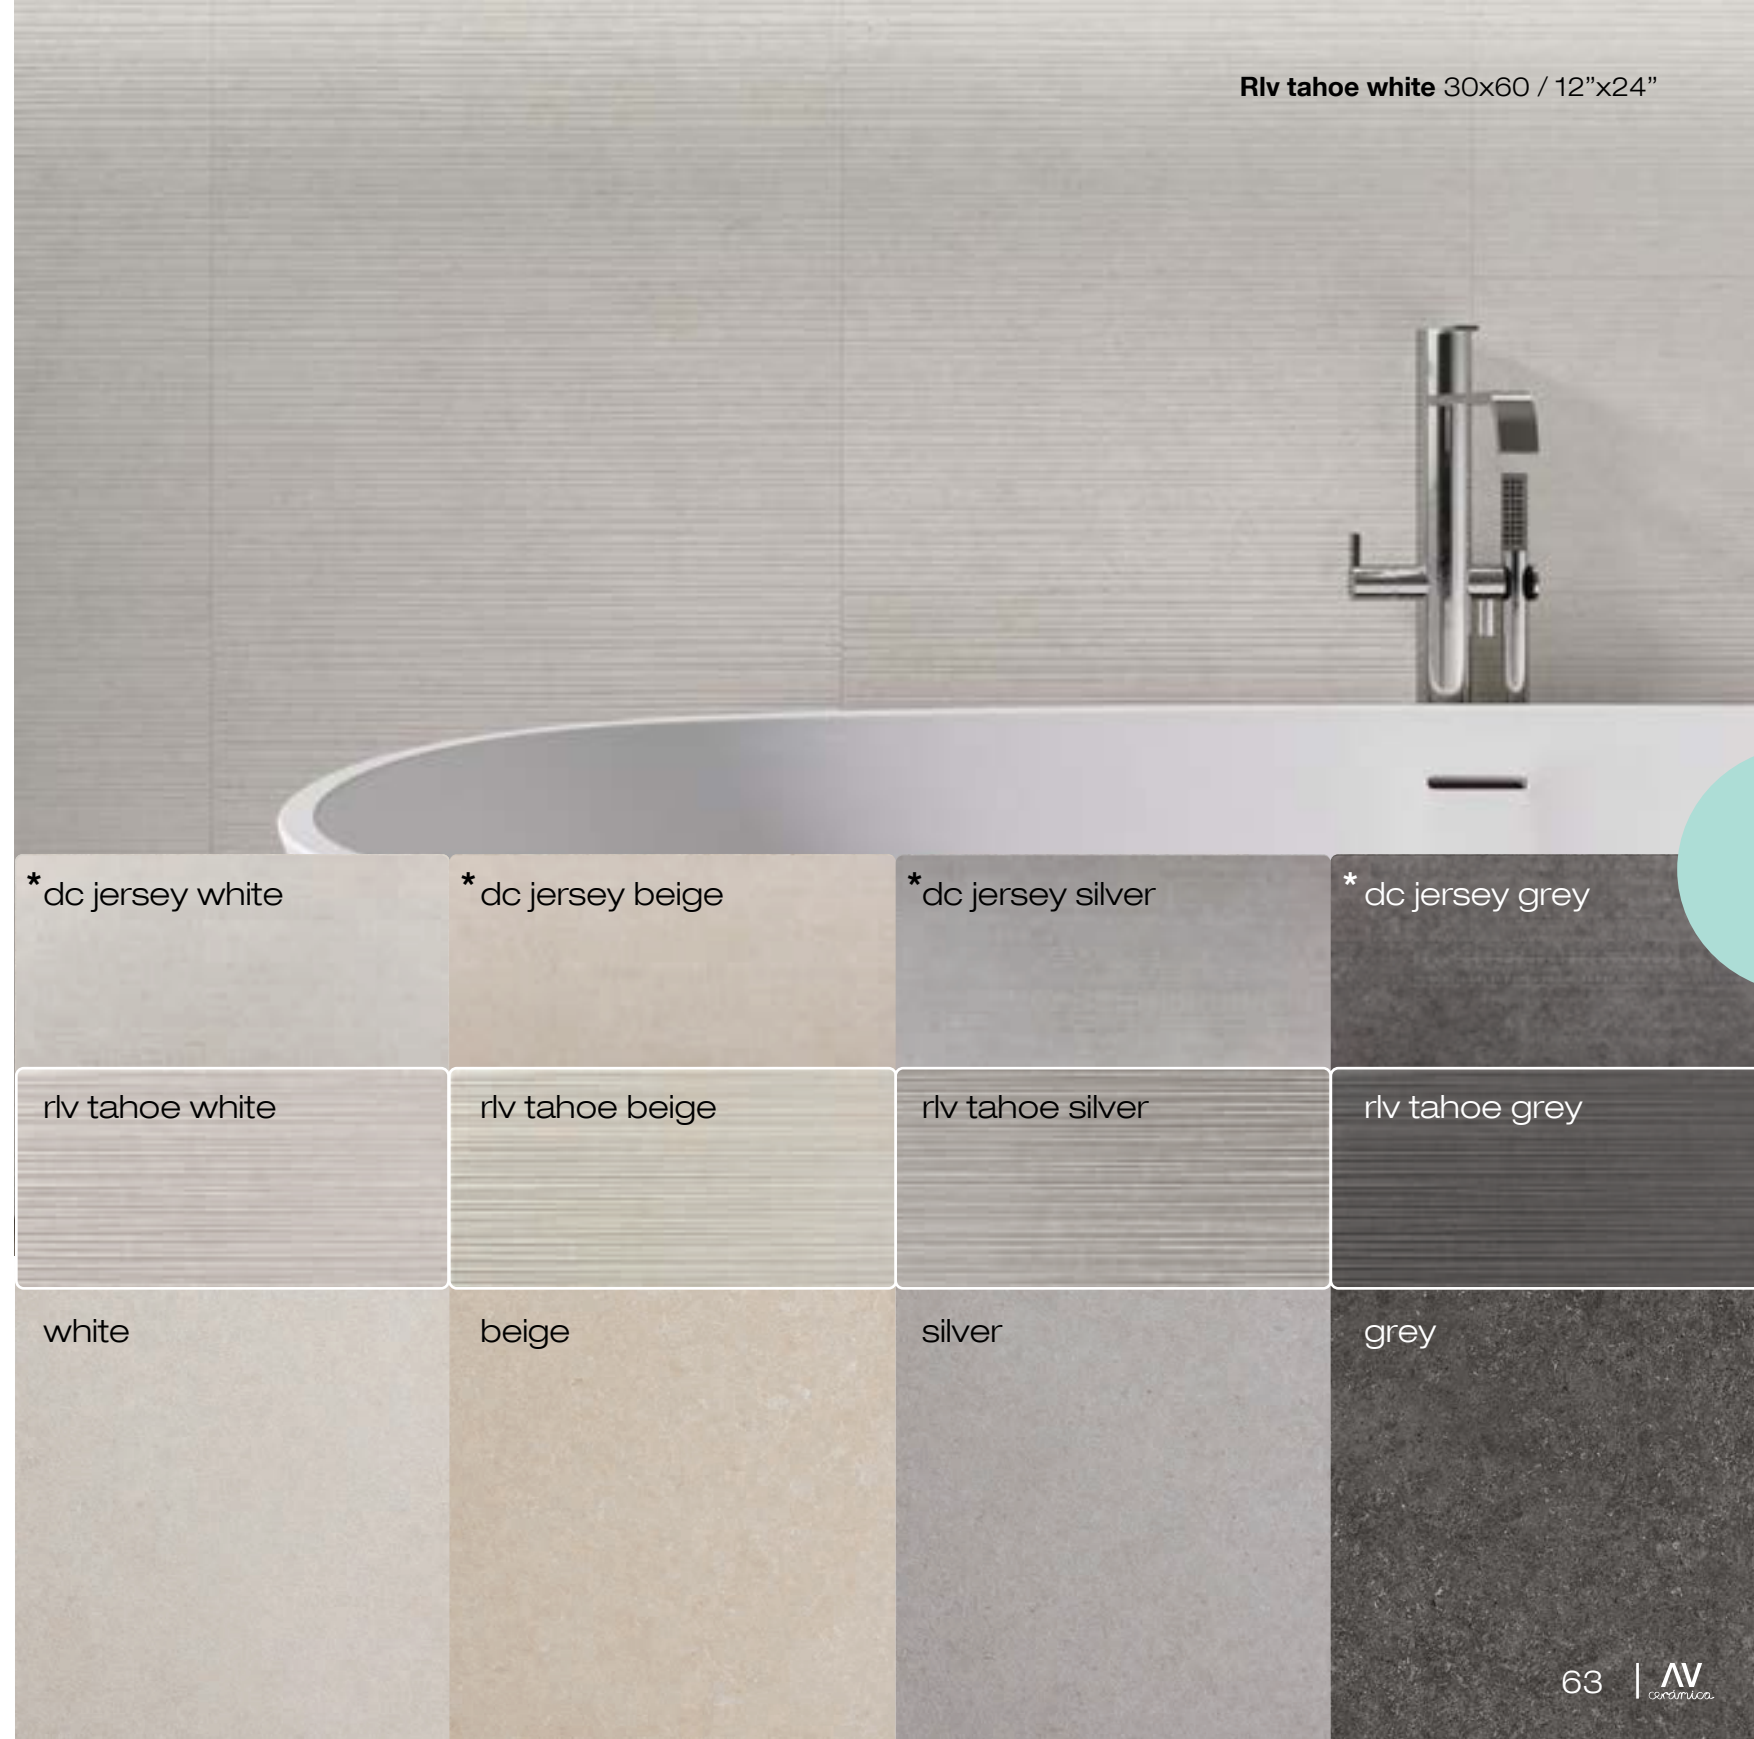 Rlv tahoe white 30x60 / 12”x24”
* dc jersey white
* dc jersey beige
* dc jersey silver
* dc jersey grey
rlv tahoe white
rlv tahoe beige
rlv tahoe silver
rlv tahoe grey
white
beige
silver
grey
63 | AV
cerámica